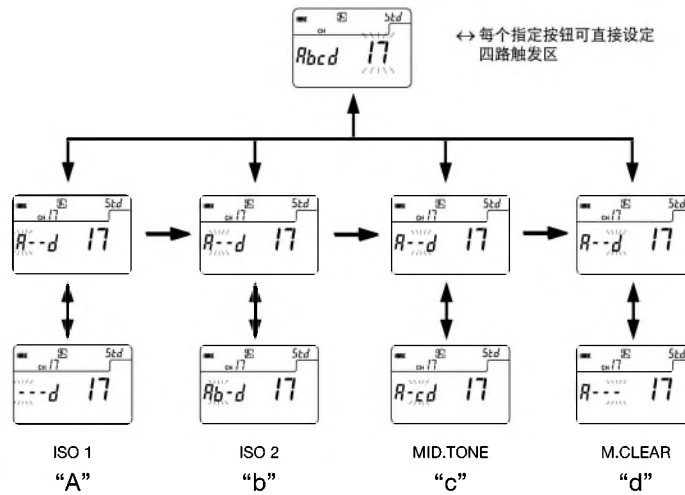 Std
CH
Abcd 17
↔ 每个指定按钮可直接设定
四路触发区
Std
CH 17
A--d 17
Std
CH 17
A--d 17
Std
CH 17
A--d 17
Std
CH 17
A--d 17
Std
CH 17
---d 17
Std
CH 17
Ab-d 17
Std
CH 17
A-cd 17
Std
CH 17
A--- 17
ISO 1
ISO 2
MID.TONE
M.CLEAR
“A”
“b”
“c”
“d”